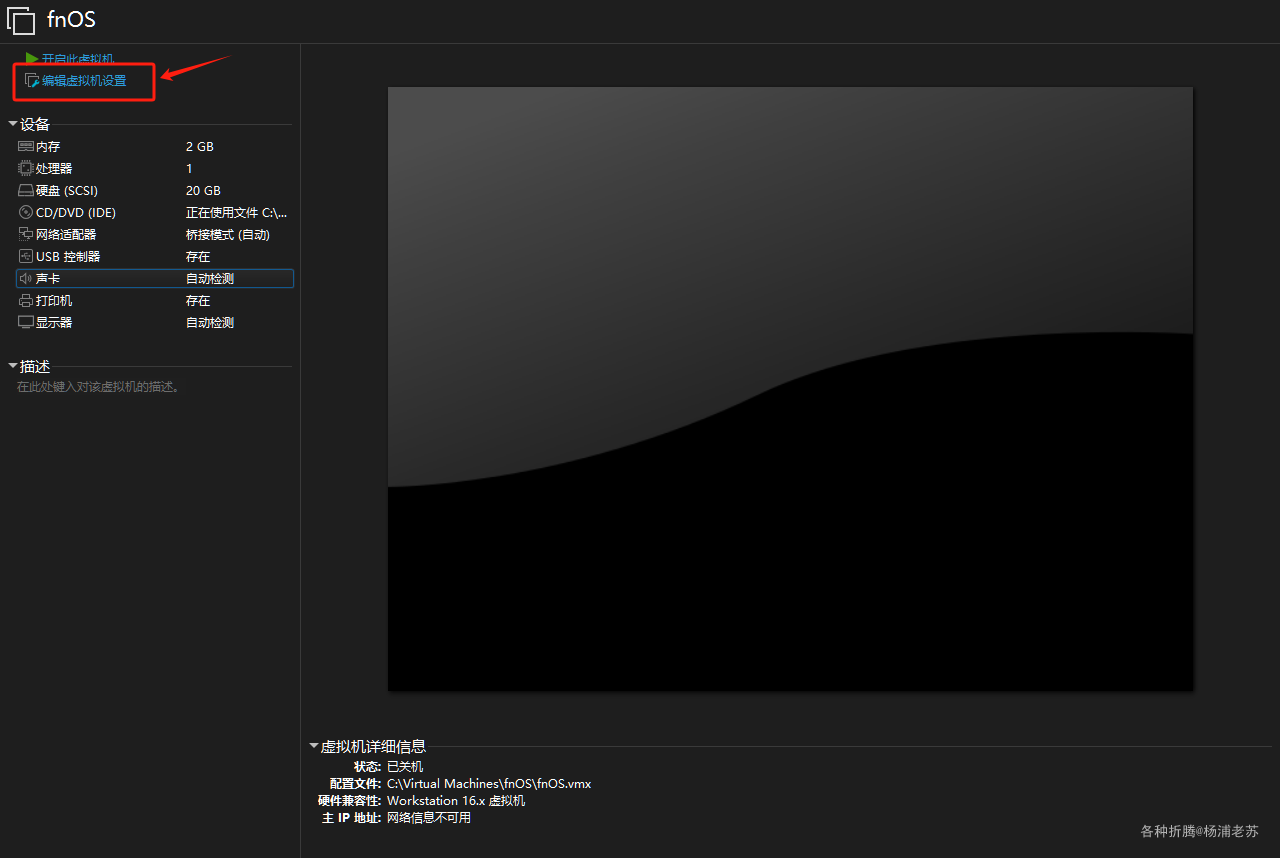 fnOS
开启此虚拟机
编辑虚拟机设置
设备
内存 2 GB
处理器 1
硬盘 (SCSI) 20 GB
CD/DVD (IDE) 正在使用文件 C:\...
网络适配器 桥接模式 (自动)
USB 控制器 存在
声卡 自动检测
打印机 存在
显示器 自动检测
描述
在此处键入对该虚拟机的描述。
虚拟机详细信息
状态: 已关机
配置文件: C:\Virtual Machines\fnOS\fnOS.vmx
硬件兼容性: Workstation 16.x 虚拟机
主 IP 地址: 网络信息不可用
各种折腾@杨浦老苏